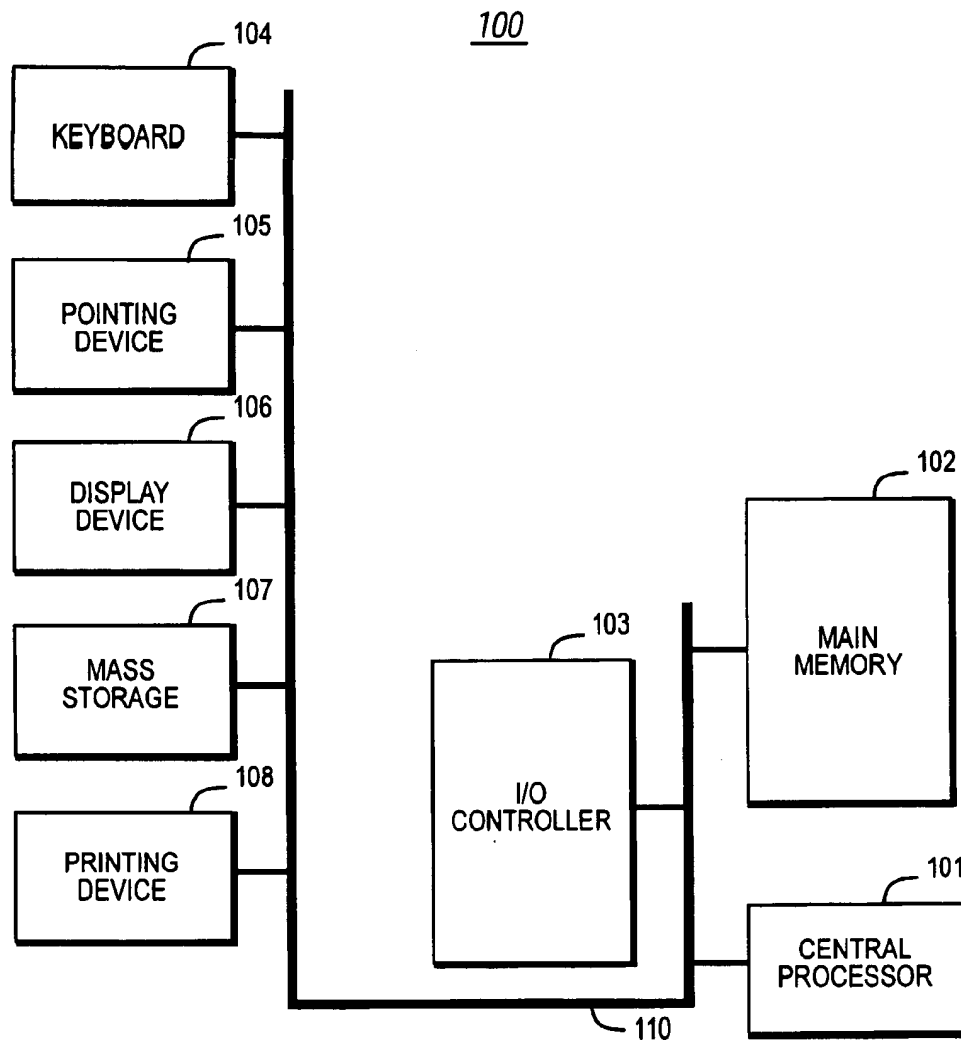 100
104
KEYBOARD
105
POINTING
DEVICE
106
DISPLAY
DEVICE
107
MASS
STORAGE
108
PRINTING
DEVICE
103
I/O
CONTROLLER
102
MAIN
MEMORY
101
CENTRAL
PROCESSOR
110